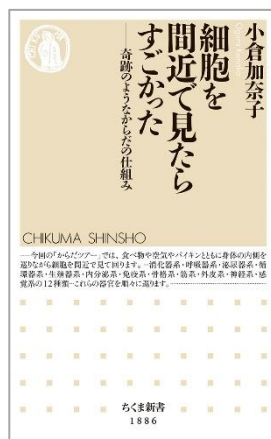 小倉加奈子
細胞を
間近で見たら
すごかった
──奇跡のようなからだの仕組み
CHIKUMA SHINSHO
──今回の「からだツアー」では、食べ物や空気やバイキンとともに身体の内側を
巡りながら細胞を間近で見て回ります。─消化器系・呼吸器系・泌尿器系・循
環器系・生殖器系・内分泌系・免疫系・骨格系・筋系・外皮系・神経系・感
覚系の12種類…これらの器官を順々に巡ります。
ちくま新書
1886